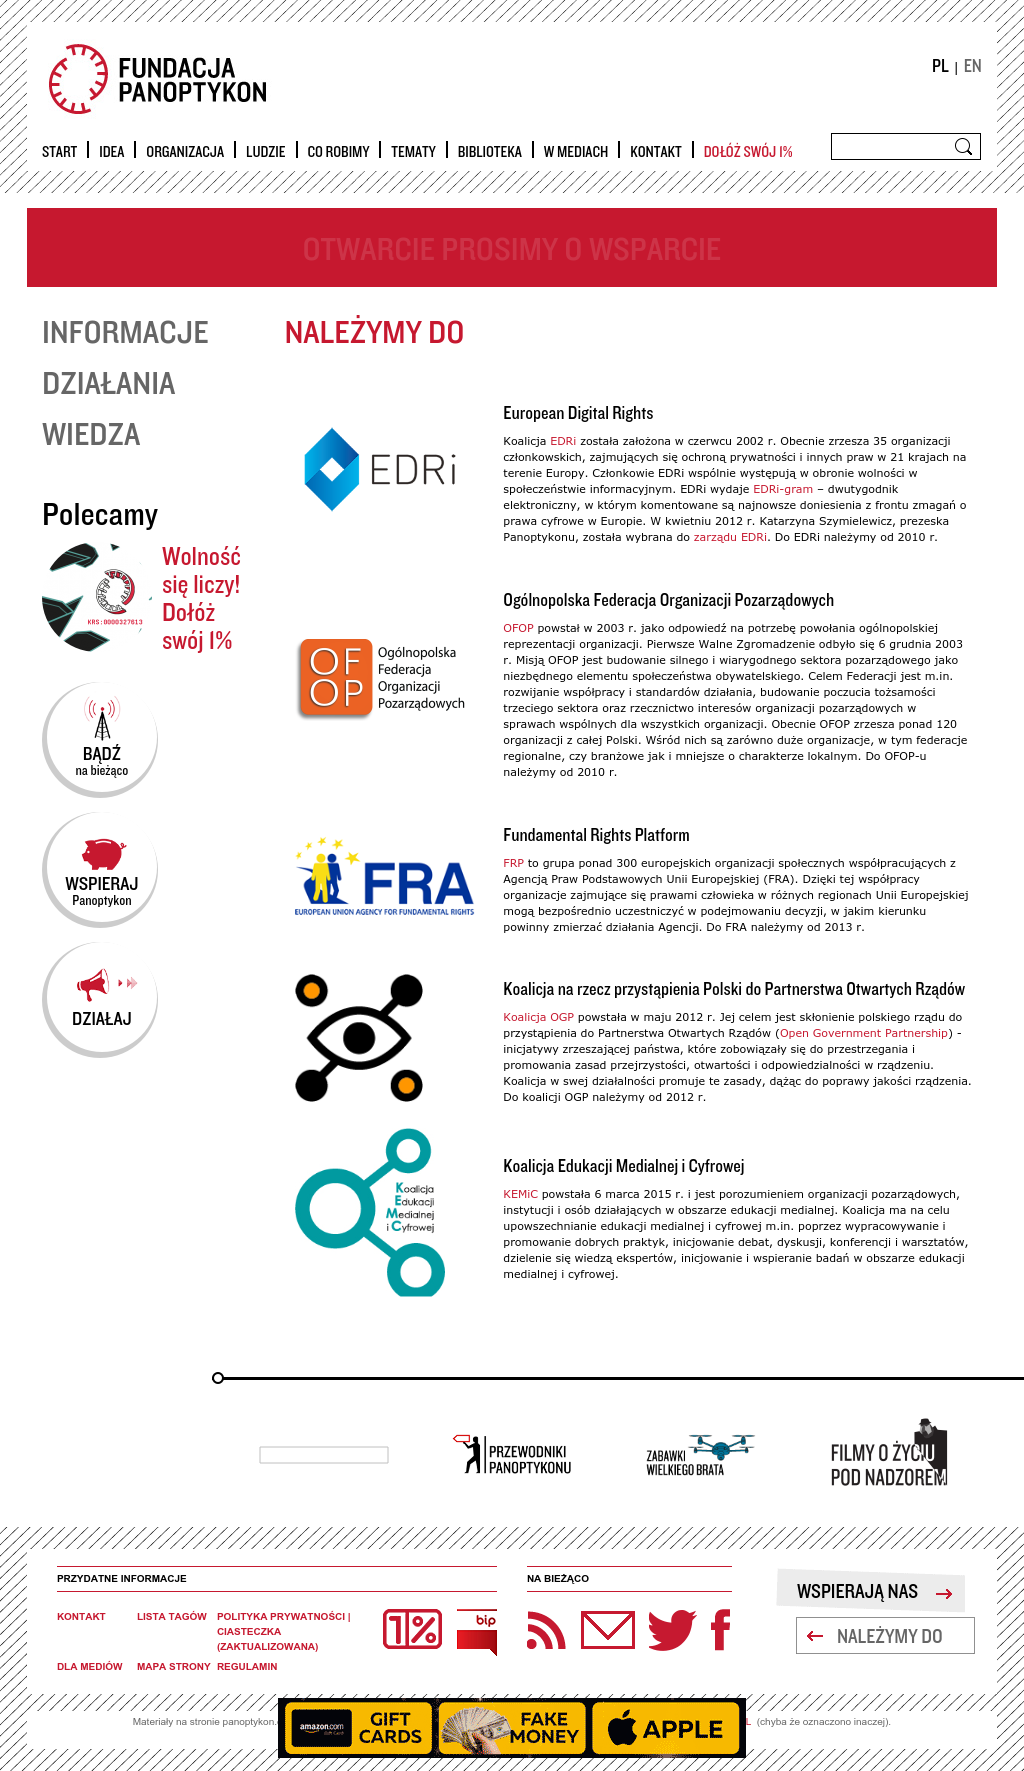 FUNDACJA
PANOPTYKON
PL | EN
START | IDEA | ORGANIZACJA | LUDZIE | CO ROBIMY | TEMATY | BIBLIOTEKA | W MEDIACH | KONTAKT | DOŁÓŻ SWÓJ 1%
OTWARCIE PROSIMY O WSPARCIE
INFORMACJE
DZIAŁANIA
WIEDZA
Polecamy
KRS:0000327613
Wolność
się liczy!
Dołóż
swój 1%
BĄDŹ
na bieżąco
WSPIERAJ
Panoptykon
DZIAŁAJ
NALEŻYMY DO
EDRi
European Digital Rights
Koalicja EDRi została założona w czerwcu 2002 r. Obecnie zrzesza 35 organizacji
członkowskich, zajmujących się ochroną prywatności i innych praw w 21 krajach na
terenie Europy. Członkowie EDRi wspólnie występują w obronie wolności w
społeczeństwie informacyjnym. EDRi wydaje EDRi-gram – dwutygodnik
elektroniczny, w którym komentowane są najnowsze doniesienia z frontu zmagań o
prawa cyfrowe w Europie. W kwietniu 2012 r. Katarzyna Szymielewicz, prezeska
Panoptykonu, została wybrana do zarządu EDRi. Do EDRi należymy od 2010 r.
OF
OP
Ogólnopolska
Federacja
Organizacji
Pozarządowych
Ogólnopolska Federacja Organizacji Pozarządowych
OFOP powstał w 2003 r. jako odpowiedź na potrzebę powołania ogólnopolskiej
reprezentacji organizacji. Pierwsze Walne Zgromadzenie odbyło się 6 grudnia 2003
r. Misją OFOP jest budowanie silnego i wiarygodnego sektora pozarządowego jako
niezbędnego elementu społeczeństwa obywatelskiego. Celem Federacji jest m.in.
rozwijanie współpracy i standardów działania, budowanie poczucia tożsamości
trzeciego sektora oraz rzecznictwo interesów organizacji pozarządowych w
sprawach wspólnych dla wszystkich organizacji. Obecnie OFOP zrzesza ponad 120
organizacji z całej Polski. Wśród nich są zarówno duże organizacje, w tym federacje
regionalne, czy branżowe jak i mniejsze o charakterze lokalnym. Do OFOP-u
należymy od 2010 r.
FRA
EUROPEAN UNION AGENCY FOR FUNDAMENTAL RIGHTS
Fundamental Rights Platform
FRP to grupa ponad 300 europejskich organizacji społecznych współpracujących z
Agencją Praw Podstawowych Unii Europejskiej (FRA). Dzięki tej współpracy
organizacje zajmujące się prawami człowieka w różnych regionach Unii Europejskiej
mogą bezpośrednio uczestniczyć w podejmowaniu decyzji, w jakim kierunku
powinny zmierzać działania Agencji. Do FRA należymy od 2013 r.
Koalicja na rzecz przystąpienia Polski do Partnerstwa Otwartych Rządów
Koalicja OGP powstała w maju 2012 r. Jej celem jest skłonienie polskiego rządu do
przystąpienia do Partnerstwa Otwartych Rządów (Open Government Partnership) -
inicjatywy zrzeszającej państwa, które zobowiązały się do przestrzegania i
promowania zasad przejrzystości, otwartości i odpowiedzialności w rządzeniu.
Koalicja w swej działalności promuje te zasady, dążąc do poprawy jakości rządzenia.
Do koalicji OGP należymy od 2012 r.
Koalicja
Edukacji
Medialnej
i Cyfrowej
Koalicja Edukacji Medialnej i Cyfrowej
KEMiC powstała 6 marca 2015 r. i jest porozumieniem organizacji pozarządowych,
instytucji i osób działających w obszarze edukacji medialnej. Koalicja ma na celu
upowszechnianie edukacji medialnej i cyfrowej m.in. poprzez wypracowywanie i
promowanie dobrych praktyk, inicjowanie debat, dyskusji, konferencji i warsztatów,
dzielenie się wiedzą ekspertów, inicjowanie i wspieranie badań w obszarze edukacji
medialnej i cyfrowej.
PRZEWODNIKI
PANOPTYKONU
ZABAWKI
WIELKIEGO BRATA
FILMY O ŻYCIU
POD NADZOREM
PRZYDATNE INFORMACJE
NA BIEŻĄCO
KONTAKT
LISTA TAGÓW
POLITYKA PRYWATNOŚCI |
CIASTECZKA
(ZAKTUALIZOWANA)
DLA MEDIÓW
MAPA STRONY
REGULAMIN
1%
bip
WSPIERAJĄ NAS
NALEŻYMY DO
Materiały na stronie panoptykon.
L (chyba że oznaczono inaczej).
amazon.com
Gift Card
GIFT
CARDS
FAKE
MONEY
APPLE